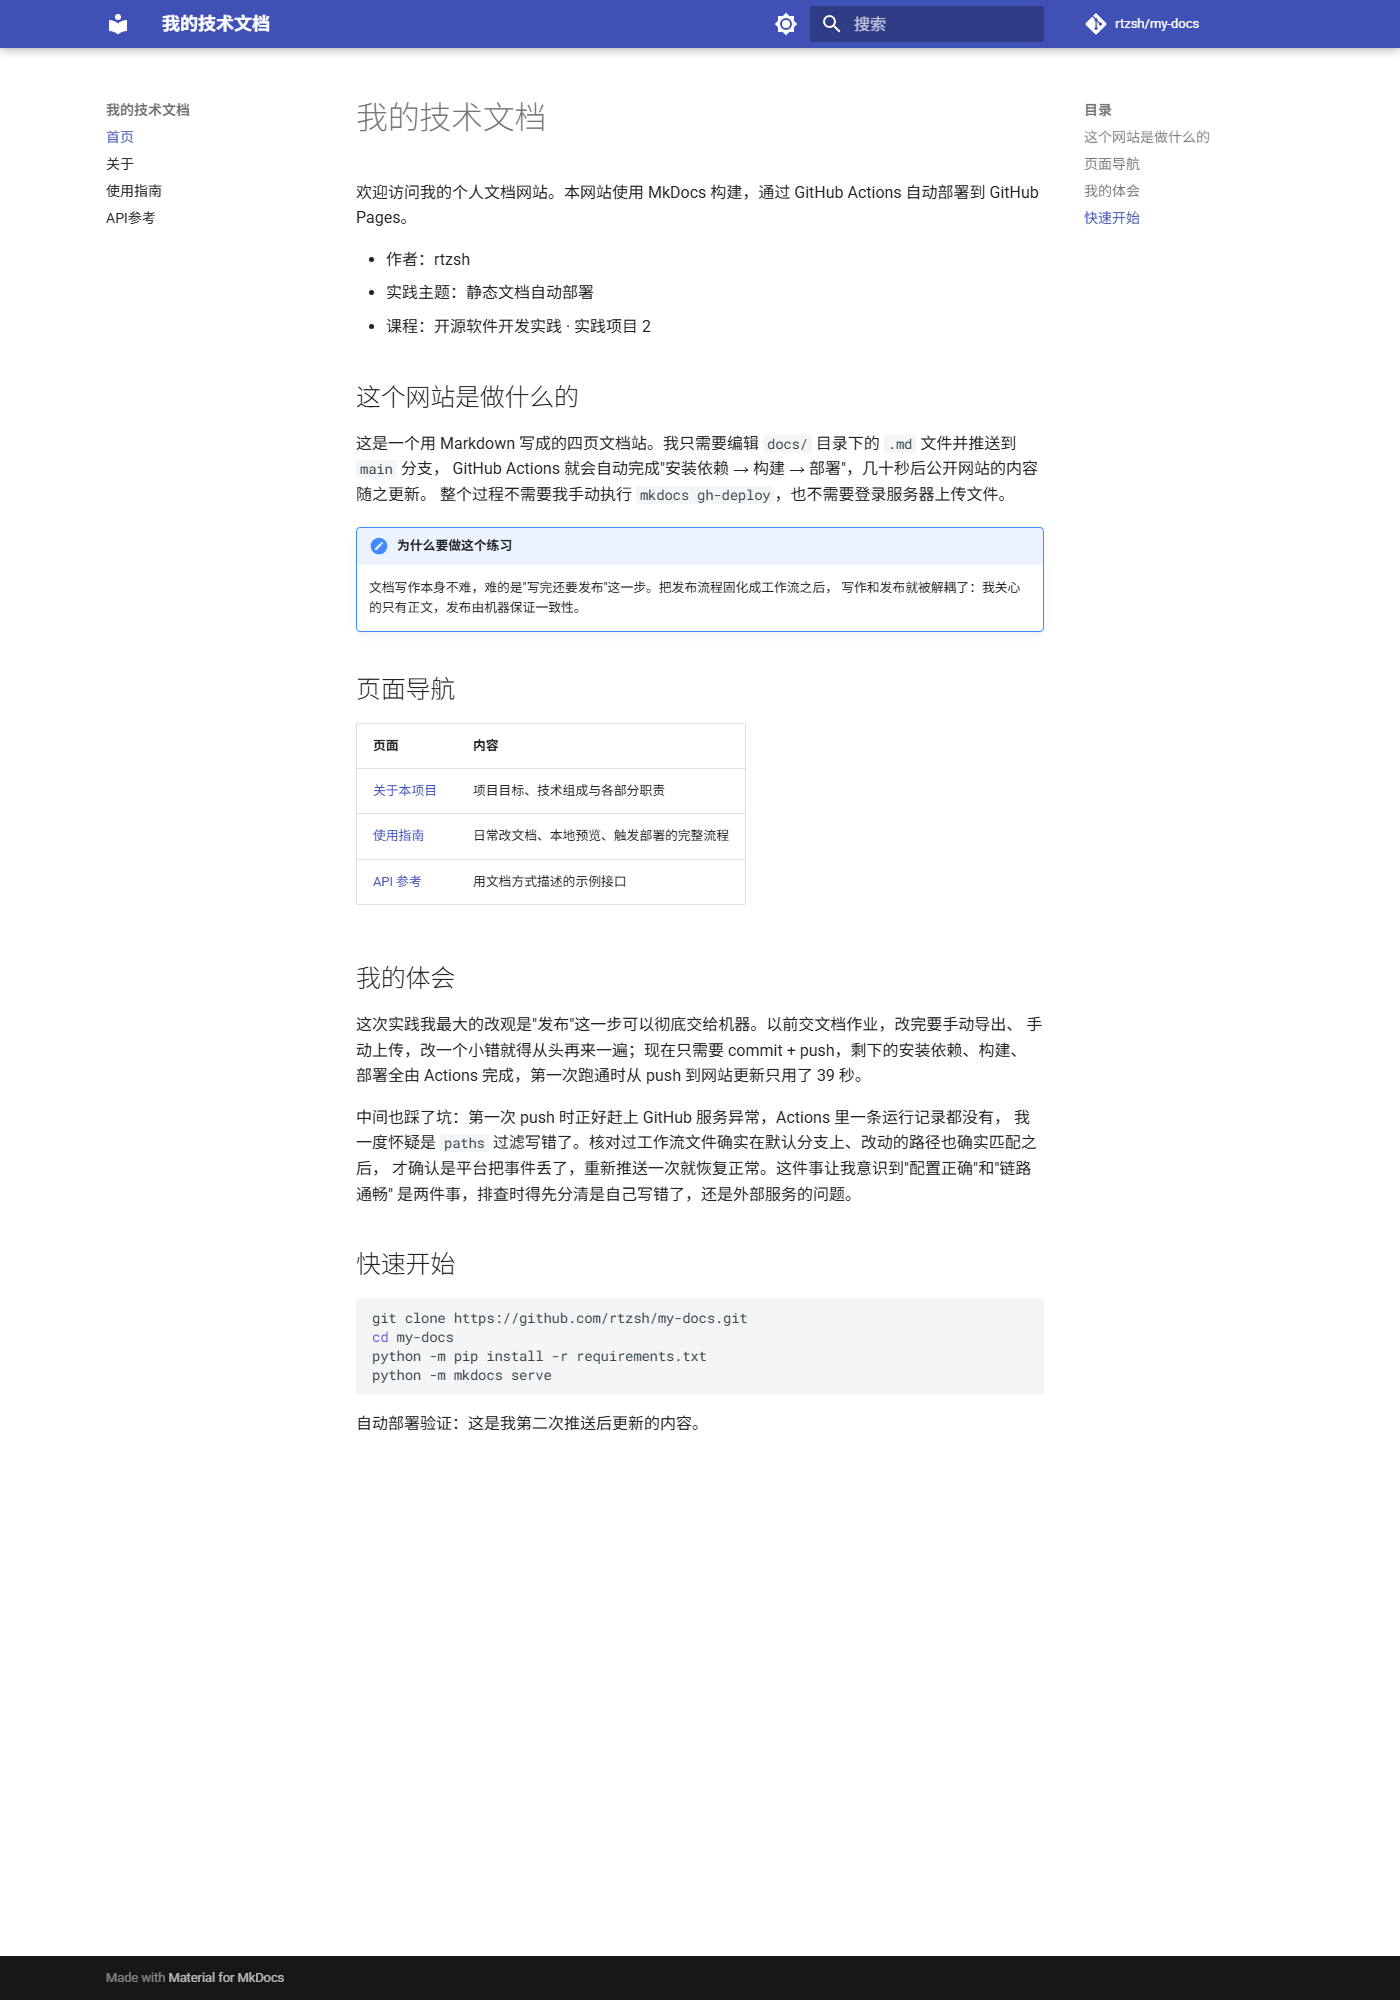 我的技术文档
搜索
rtzsh/my-docs
我的技术文档
首页
关于
使用指南
API参考
我的技术文档
欢迎访问我的个人文档网站。本网站使用 MkDocs 构建，通过 GitHub Actions 自动部署到 GitHub
Pages。
• 作者：rtzsh
• 实践主题：静态文档自动部署
• 课程：开源软件开发实践 · 实践项目 2
这个网站是做什么的
这是一个用 Markdown 写成的四页文档站。我只需要编辑 docs/ 目录下的 .md 文件并推送到
main 分支， GitHub Actions 就会自动完成"安装依赖 → 构建 → 部署"，几十秒后公开网站的内容
随之更新。 整个过程不需要我手动执行 mkdocs gh-deploy，也不需要登录服务器上传文件。
为什么要做这个练习
文档写作本身不难，难的是"写完还要发布"这一步。把发布流程固化成工作流之后， 写作和发布就被解耦了：我关心
的只有正文，发布由机器保证一致性。
页面导航
页面 内容
关于本项目 项目目标、技术组成与各部分职责
使用指南 日常改文档、本地预览、触发部署的完整流程
API 参考 用文档方式描述的示例接口
我的体会
这次实践我最大的改观是"发布"这一步可以彻底交给机器。以前交文档作业，改完要手动导出、 手
动上传，改一个小错就得从头再来一遍；现在只需要 commit + push，剩下的安装依赖、构建、
部署全由 Actions 完成，第一次跑通时从 push 到网站更新只用了 39 秒。
中间也踩了坑：第一次 push 时正好赶上 GitHub 服务异常，Actions 里一条运行记录都没有， 我
一度怀疑是 paths 过滤写错了。核对过工作流文件确实在默认分支上、改动的路径也确实匹配之
后， 才确认是平台把事件丢了，重新推送一次就恢复正常。这件事让我意识到"配置正确"和"链路
通畅" 是两件事，排查时得先分清是自己写错了，还是外部服务的问题。
快速开始
git clone https://github.com/rtzsh/my-docs.git
cd my-docs
python -m pip install -r requirements.txt
python -m mkdocs serve
自动部署验证：这是我第二次推送后更新的内容。
目录
这个网站是做什么的
页面导航
我的体会
快速开始
Made with Material for MkDocs